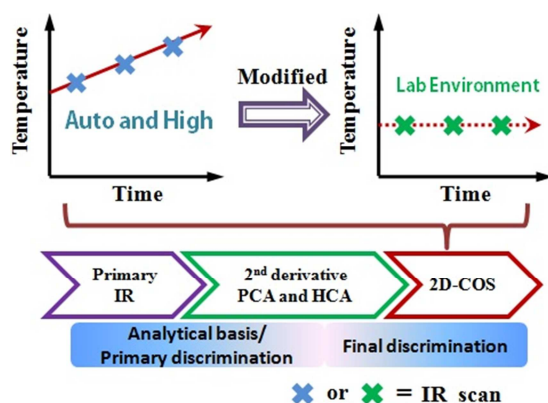 Temperature
Auto and High
Time
Modified
Temperature
Lab Environment
Time
Primary
IR
2nd derivative
PCA and HCA
2D-COS
Analytical basis/
Primary discrimination
Final discrimination
or = IR scan